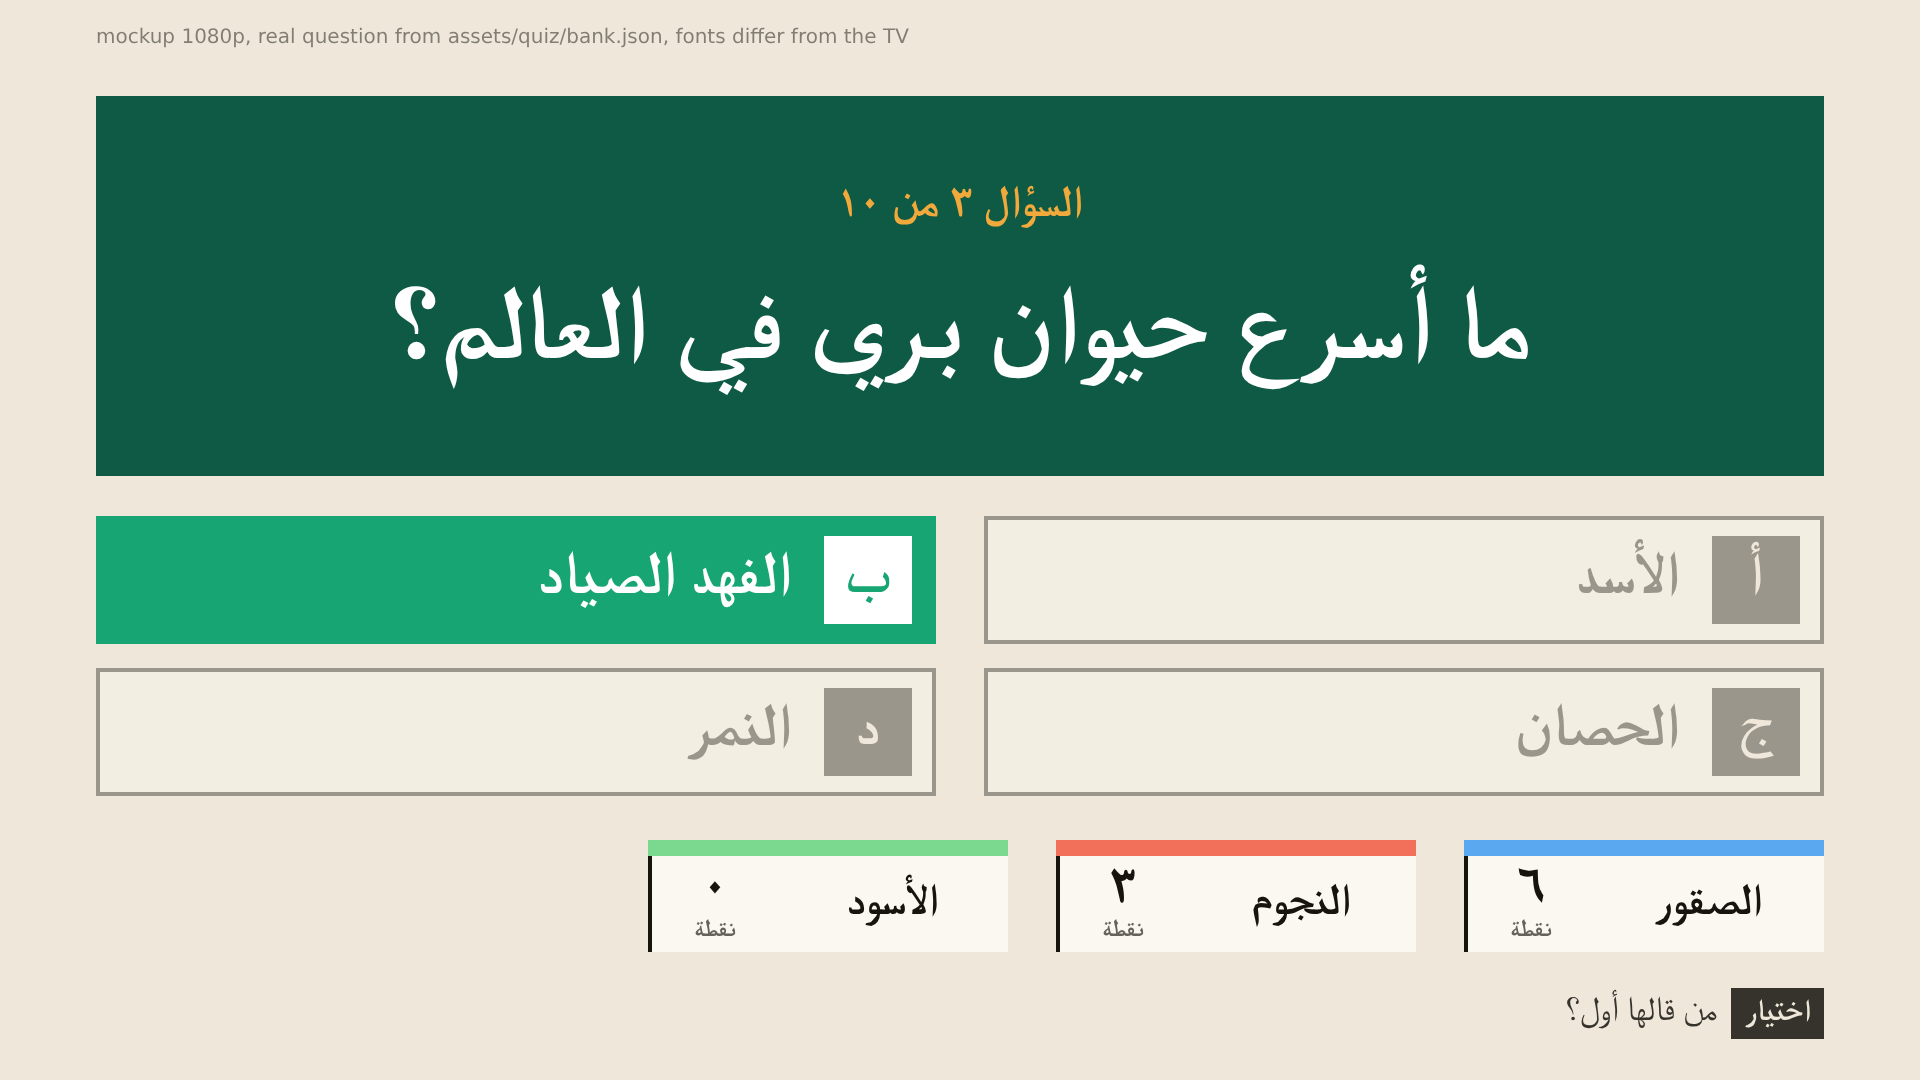 mockup 1080p, real question from assets/quiz/bank.json, fonts differ from the TV
السؤال ٣ من ١٠
ما أسرع حيوان بري في العالم؟
أ الأسد
ب الفهد الصياد
ج الحصان
د النمر
الصقور ٦ نقطة
النجوم ٣ نقطة
الأسود ٠ نقطة
اختيار من قالها أول؟